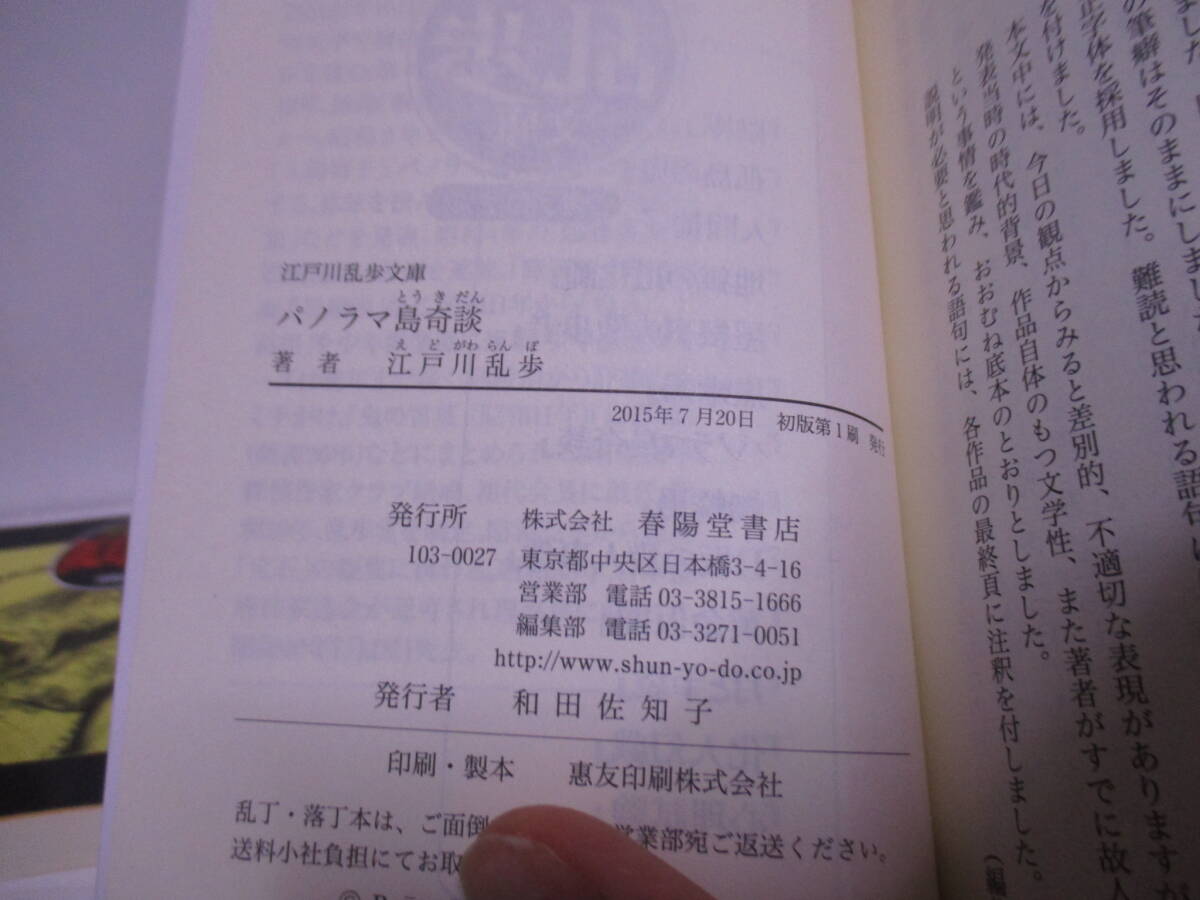 江戸川乱歩文庫
とうきだん
パノラマ島奇談
えどがわらんぽ
著者 江戸川乱歩
2015年7月20日 初版第1刷 発行
発行所 株式会社 春陽堂書店
103-0027 東京都中央区日本橋3-4-16
営業部 電話03-3815-1666
編集部 電話03-3271-0051
http://www.shun-yo-do.co.jp
発行者 和田佐知子
印刷・製本 惠友印刷株式会社
乱丁・落丁本は、ご面倒 営業部宛ご返送ください。
送料小社負担にてお取
の筆癖はそのままにしまし
正字体を採用しました。難読と思われる語句
を付けました。
本文中には、今日の観点からみると差別的、不適切な表現がありますが
発表当時の時代的背景、作品自体のもつ文学性、また著者がすでに故人
という事情を鑑み、おおむね底本のとおりとしました。
説明が必要と思われる語句には、各作品の最終頁に注釈を付しました。
(編